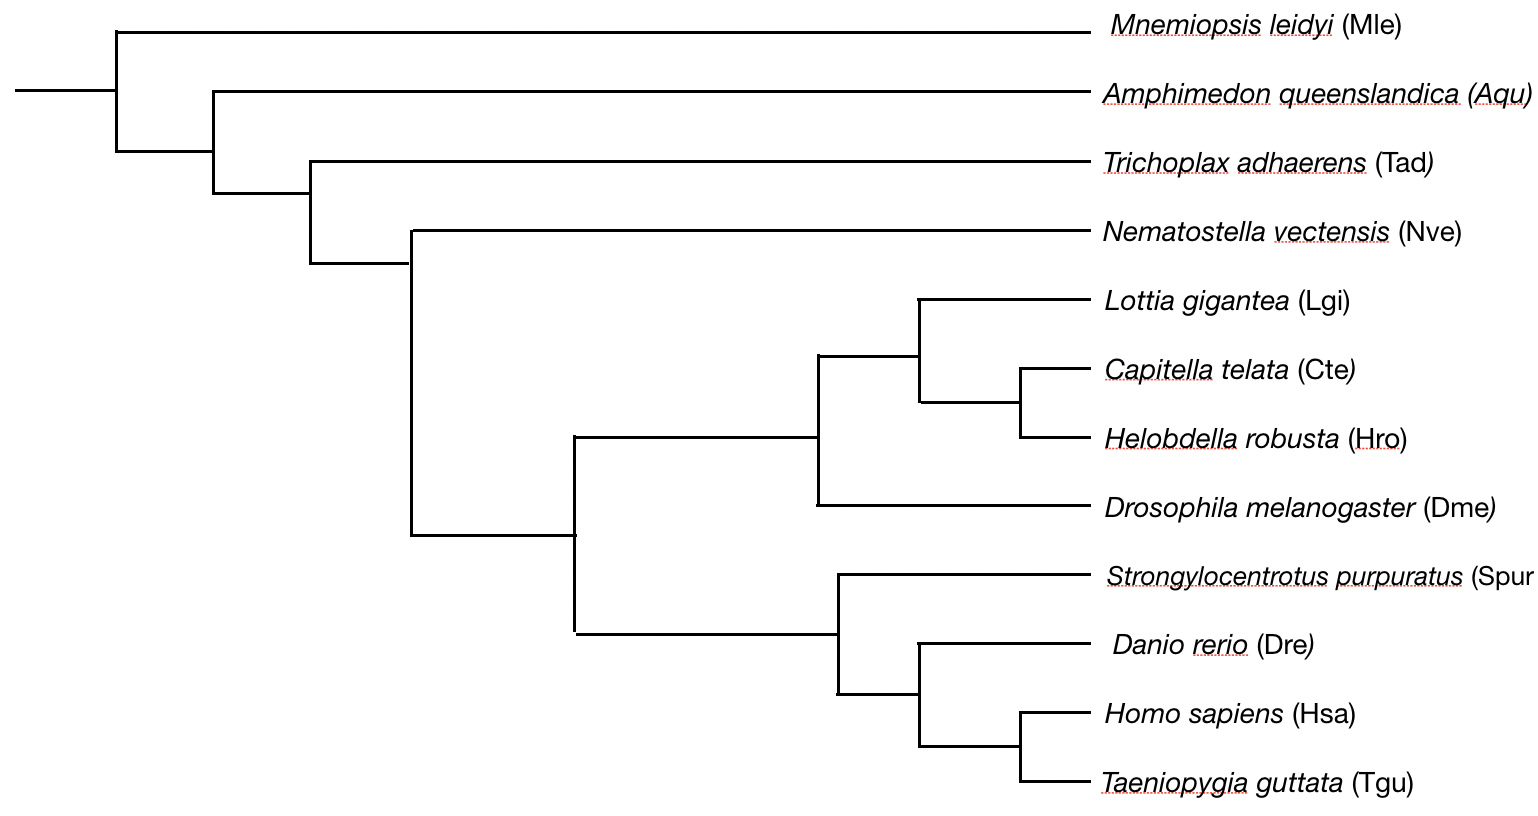 Mnemiopsis leidyi (Mle)
Amphimedon queenslandica (Aqu)
Trichoplax adhaerens (Tad)
Nematostella vectensis (Nve)
Lottia gigantea (Lgi)
Capitella telata (Cte)
Helobdella robusta (Hro)
Drosophila melanogaster (Dme)
Strongylocentrotus purpuratus (Spur
Danio rerio (Dre)
Homo sapiens (Hsa)
Taeniopygia guttata (Tgu)